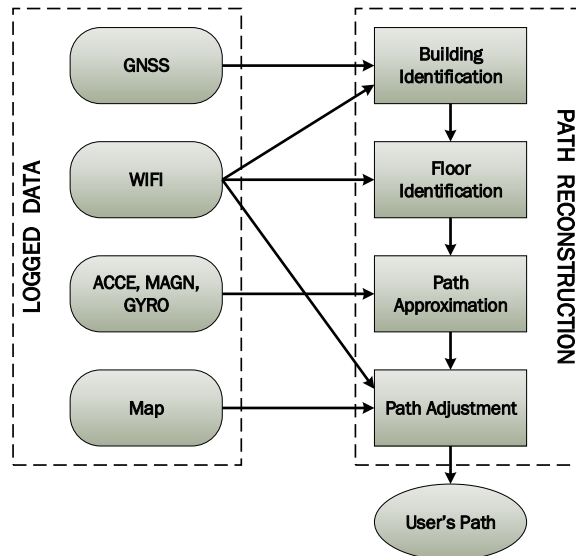 LOGGED DATA
GNSS
WIFI
ACCE, MAGN,
GYRO
Map
PATH RECONSTRUCTION
Building
Identification
Floor
Identification
Path
Approximation
Path Adjustment
User's Path